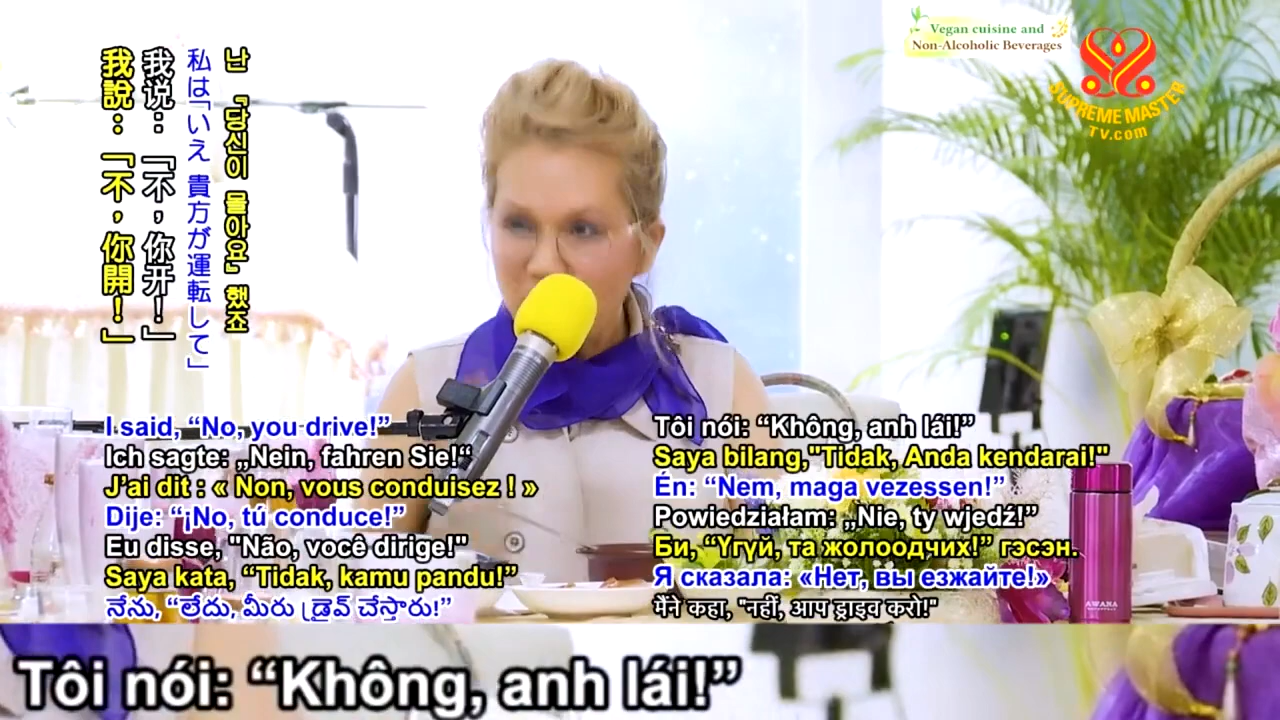 Vegan cuisine and
Non-Alcoholic Beverages
SUPREME MASTER
TV.com
난 『당신이 몰아요』 했죠
私は「いえ 貴方が運転して」
我说：「不，你开！」
我說：「不，你開！」
I said, “No, you drive!”
Ich sagte: „Nein, fahren Sie!“
J’ai dit : « Non, vous conduisez ! »
Dije: “¡No, tú conduce!”
Eu disse, "Não, você dirige!"
Saya kata, “Tidak, kamu pandu!”
నేను, “లేదు, మీరు డ్రైవ్ చేస్తారు!”
Tôi nói: “Không, anh lái!”
Saya bilang,"Tidak, Anda kendarai!"
Én: “Nem, maga vezessen!”
Powiedziałam: „Nie, ty wjedź!”
Би, “Үгүй, та жолоодчих!” гэсэн.
Я сказала: «Нет, вы езжайте!»
मैंने कहा, "नहीं, आप ड्राइव करो!"
AWANA
Tôi nói: “Không, anh lái!”